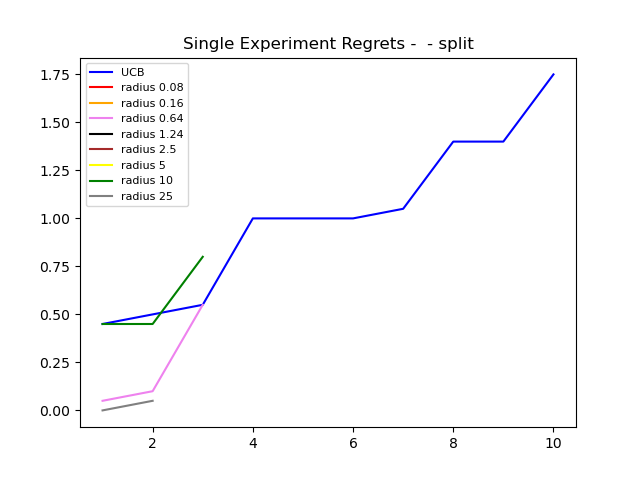 Single Experiment Regrets -  - split
UCB
radius 0.08
radius 0.16
radius 0.64
radius 1.24
radius 2.5
radius 5
radius 10
radius 25
1.75
1.50
1.25
1.00
0.75
0.50
0.25
0.00
2 4 6 8 10